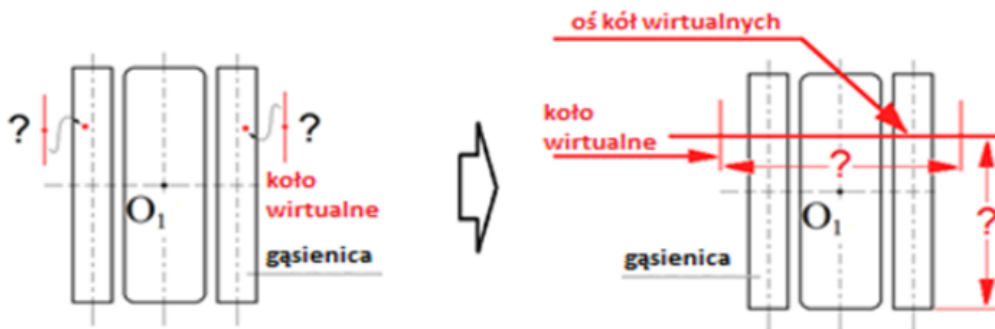 ?
?
O₁
koło
wirtualne
gąsienica
oś kół wirtualnych
koło
wirtualne
?
O₁
?
gąsienica